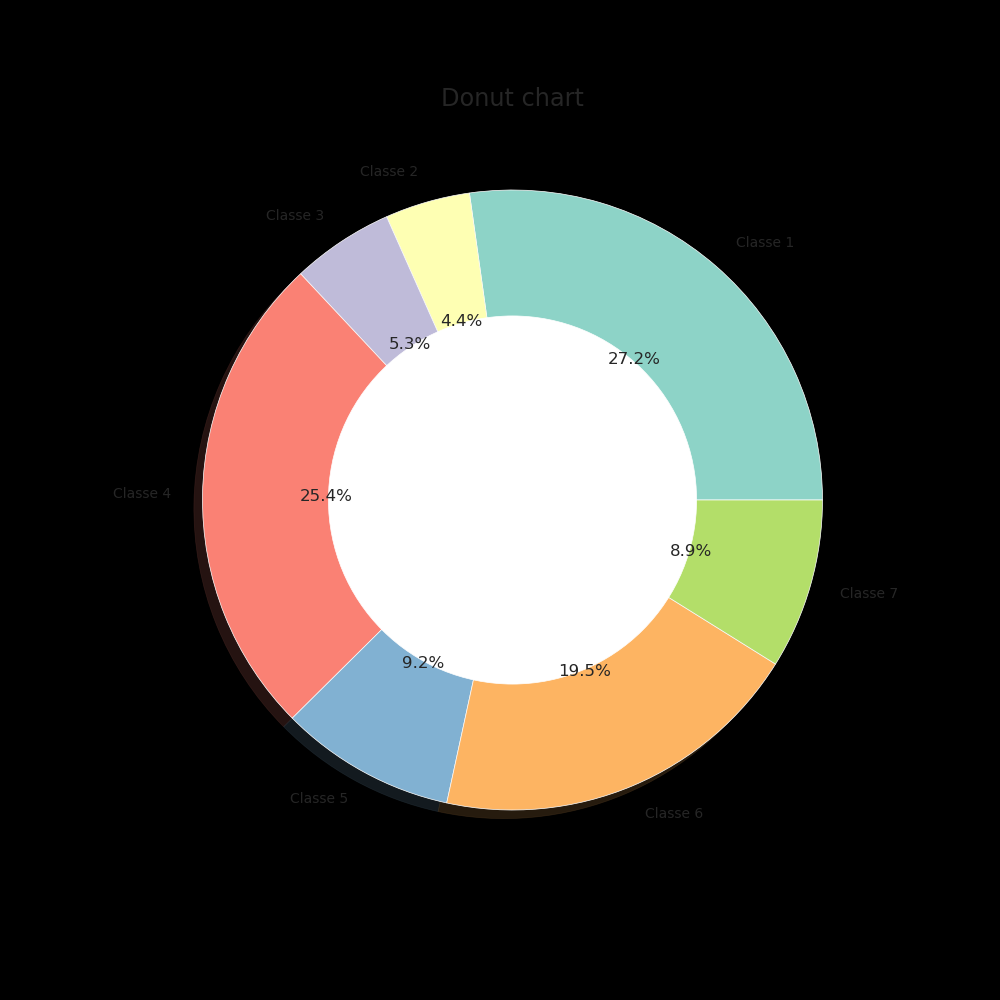 Donut chart
Classe 2
Classe 3
Classe 1
4.4%
5.3%
27.2%
Classe 4
25.4%
8.9%
Classe 7
9.2%
19.5%
Classe 5
Classe 6